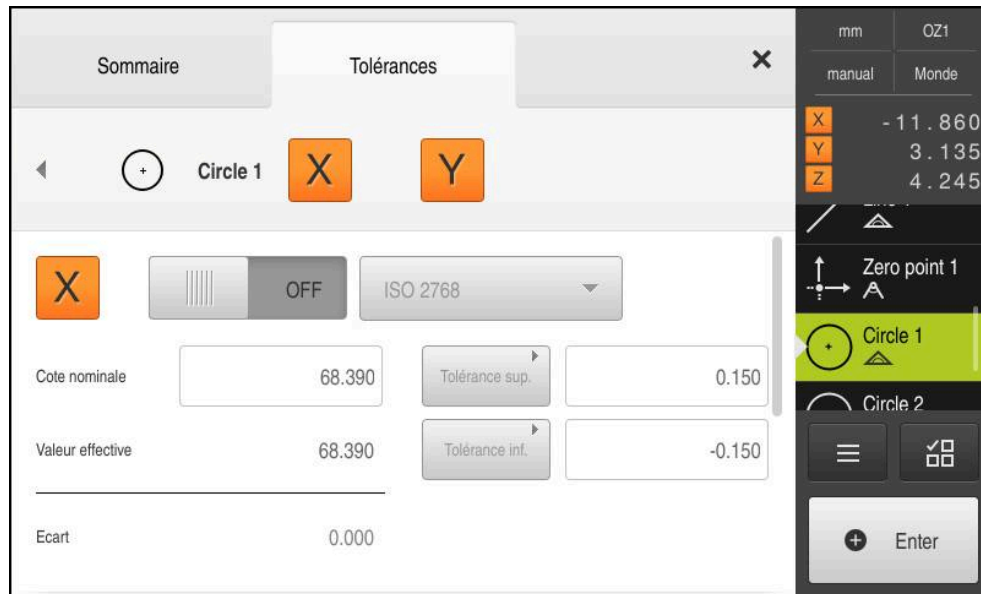 Sommaire
Tolérances
Circle 1 X Y
X OFF ISO 2768
Cote nominale 68.390 Tolérance sup. 0.150
Valeur effective 68.390 Tolérance inf. -0.150
Ecart 0.000
mm OZ1
manual Monde
X -11.860
Y 3.135
Z 4.245
Zero point 1
Circle 1
Circle 2
Enter